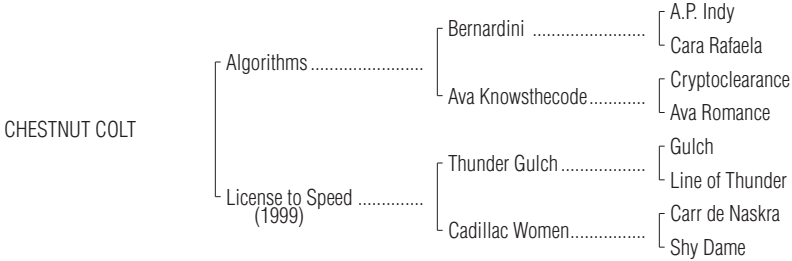 A.P. Indy
Bernardini ........................
Cara Rafaela
Algorithms........................
Cryptoclearance
Ava Knowsthecode............
Ava Romance
CHESTNUT COLT
Gulch
Thunder Gulch..................
Line of Thunder
License to Speed ..............
(1999)
Carr de Naskra
Cadillac Women................
Shy Dame